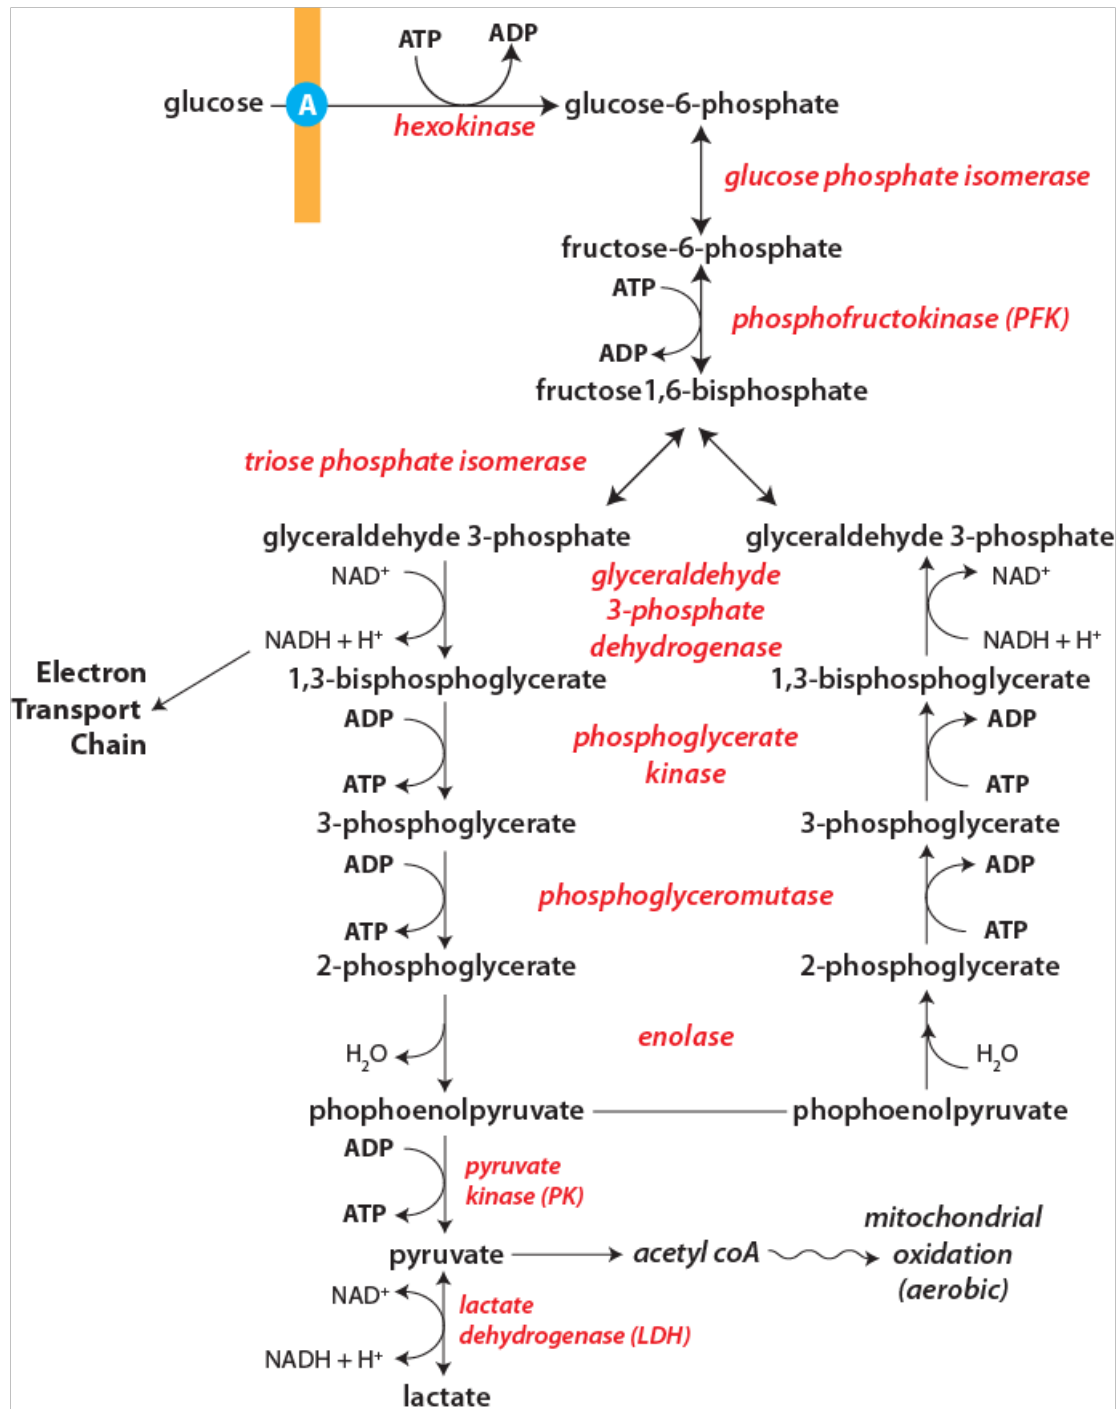 ATP
ADP
glucose
A
glucose-6-phosphate
hexokinase
glucose phosphate isomerase
fructose-6-phosphate
ATP
phosphofructokinase (PFK)
ADP
fructose1,6-bisphosphate
triose phosphate isomerase
glyceraldehyde 3-phosphate
glyceraldehyde 3-phosphate
NAD⁺
glyceraldehyde
3-phosphate
dehydrogenase
NAD⁺
NADH + H⁺
NADH + H⁺
Electron
Transport
Chain
1,3-bisphosphoglycerate
1,3-bisphosphoglycerate
ADP
phosphoglycerate
kinase
ADP
ATP
ATP
3-phosphoglycerate
3-phosphoglycerate
ADP
phosphoglyceromutase
ADP
ATP
ATP
2-phosphoglycerate
2-phosphoglycerate
H₂O
enolase
H₂O
phophoenolpyruvate
phophoenolpyruvate
ADP
pyruvate
kinase (PK)
ATP
pyruvate
acetyl coA
mitochondrial
oxidation
(aerobic)
NAD⁺
lactate
dehydrogenase (LDH)
NADH + H⁺
lactate